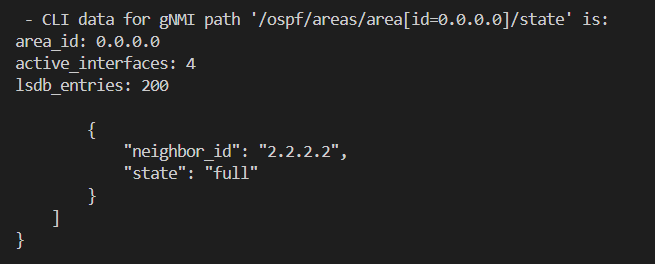 - CLI data for gNMI path '/ospf/areas/area[id=0.0.0.0]/state' is:
area_id: 0.0.0.0
active_interfaces: 4
lsdb_entries: 200
{
"neighbor_id": "2.2.2.2",
"state": "full"
}
]
}